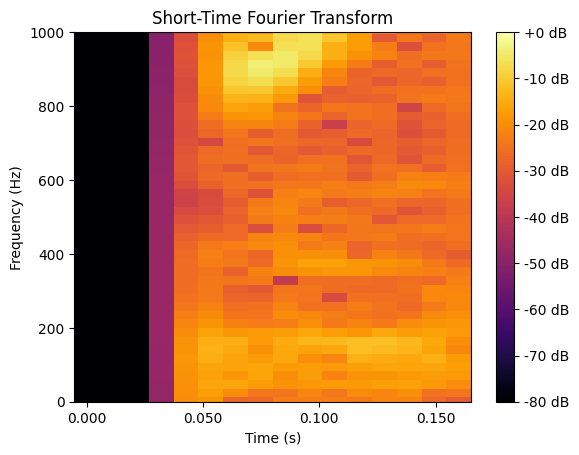 Short-Time Fourier Transform
Frequency (Hz)
1000
800
600
400
200
0
0.000
0.050
0.100
0.150
Time (s)
+0 dB
-10 dB
-20 dB
-30 dB
-40 dB
-50 dB
-60 dB
-70 dB
-80 dB